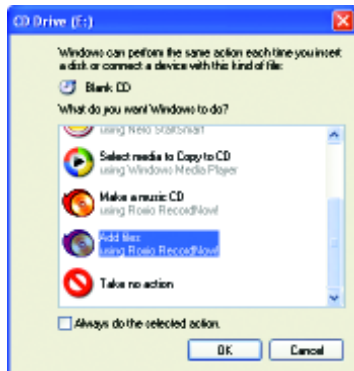 CD Drive (E:)
Windows can perform the same action each time you insert
a disk or connect a device with this kind of file:
Blank CD
What do you want Windows to do?
using Nero StartSmart
Select media to Copy to CD
using Windows Media Player
Make a music CD
using Roxio RecordNow!
Add files
using Roxio RecordNow!
Take no action
Always do the selected action.
OK
Cancel